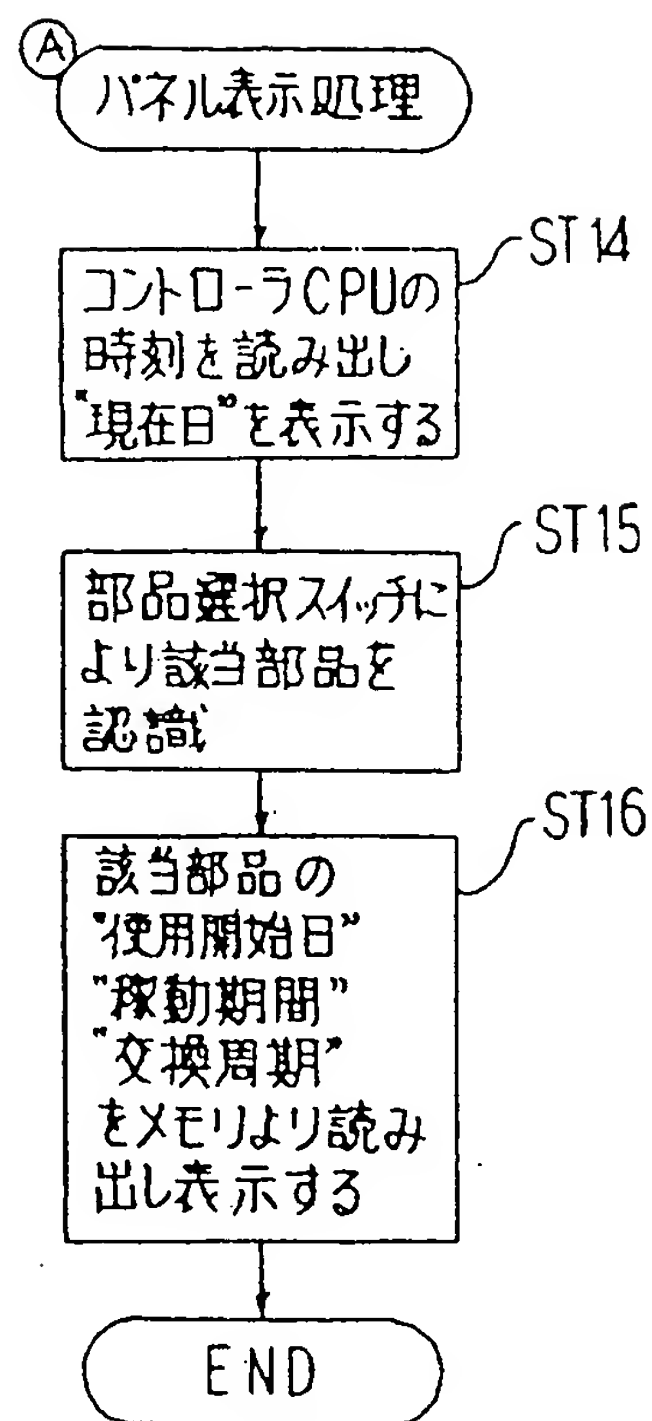 A
パネル表示処理
ST14
コントローラCPUの
時刻を読み出し
"現在日"を表示する
ST15
部品選択スイッチに
より該当部品を
認識
ST16
該当部品の
"使用開始日"
"稼動期間"
"交換周期"
をメモリより読み
出し表示する
END